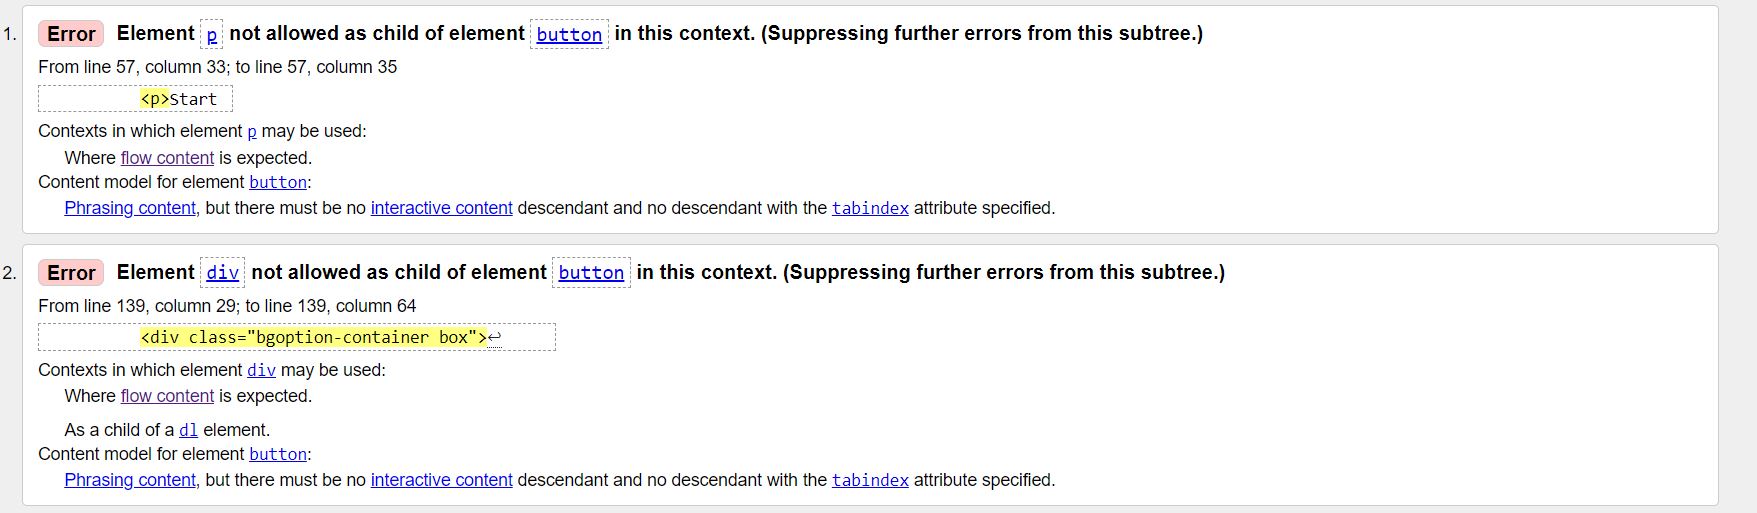 1. Error Element p not allowed as child of element button in this context. (Suppressing further errors from this subtree.)
From line 57, column 33; to line 57, column 35
<p>Start
Contexts in which element p may be used:
Where flow content is expected.
Content model for element button:
Phrasing content, but there must be no interactive content descendant and no descendant with the tabindex attribute specified.
2. Error Element div not allowed as child of element button in this context. (Suppressing further errors from this subtree.)
From line 139, column 29; to line 139, column 64
<div class="bgoption-container box">↩
Contexts in which element div may be used:
Where flow content is expected.
As a child of a dl element.
Content model for element button:
Phrasing content, but there must be no interactive content descendant and no descendant with the tabindex attribute specified.